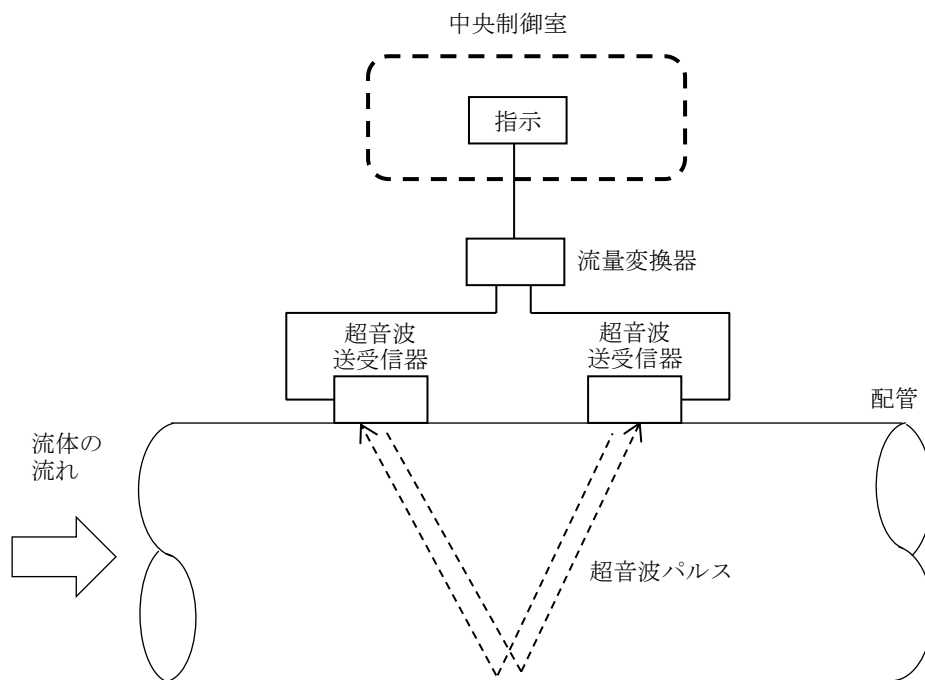 中央制御室
指示
流量変換器
超音波
送受信器
超音波
送受信器
配管
流体の
流れ
超音波パルス